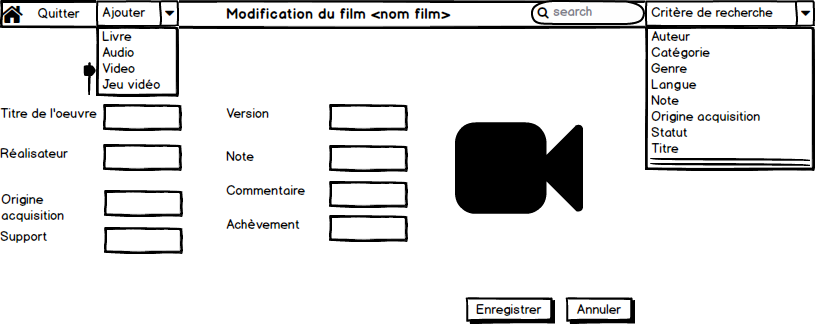 Quitter
Ajouter
Modification du film <nom film>
search
Critère de recherche
Livre
Audio
Video
Jeu vidéo
Auteur
Catégorie
Genre
Langue
Note
Origine acquisition
Statut
Titre
Titre de l'oeuvre
Version
Réalisateur
Note
Origine
acquisition
Commentaire
Support
Achèvement
Enregistrer
Annuler